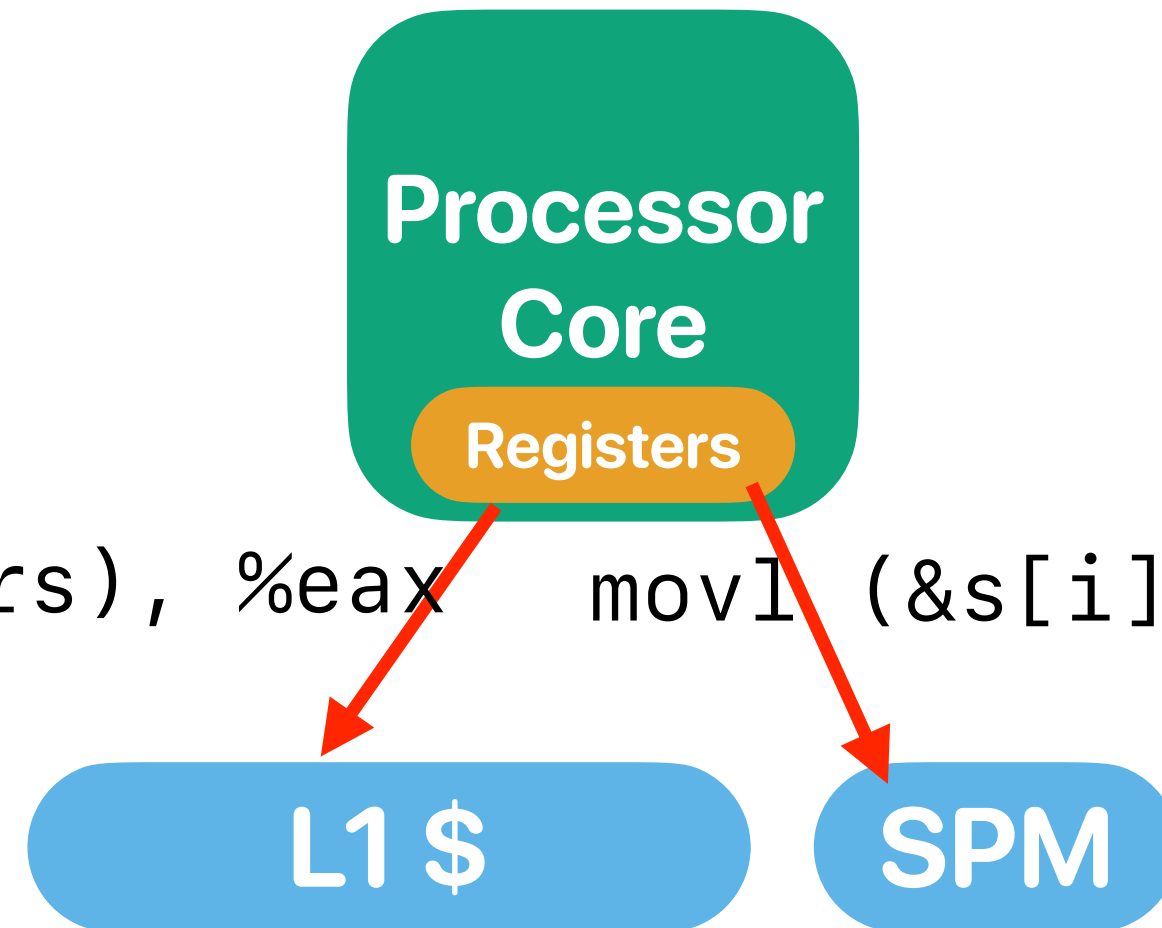 Processor
Core
Registers
rs), %eax
movl (&s[i]
L1 $
SPM